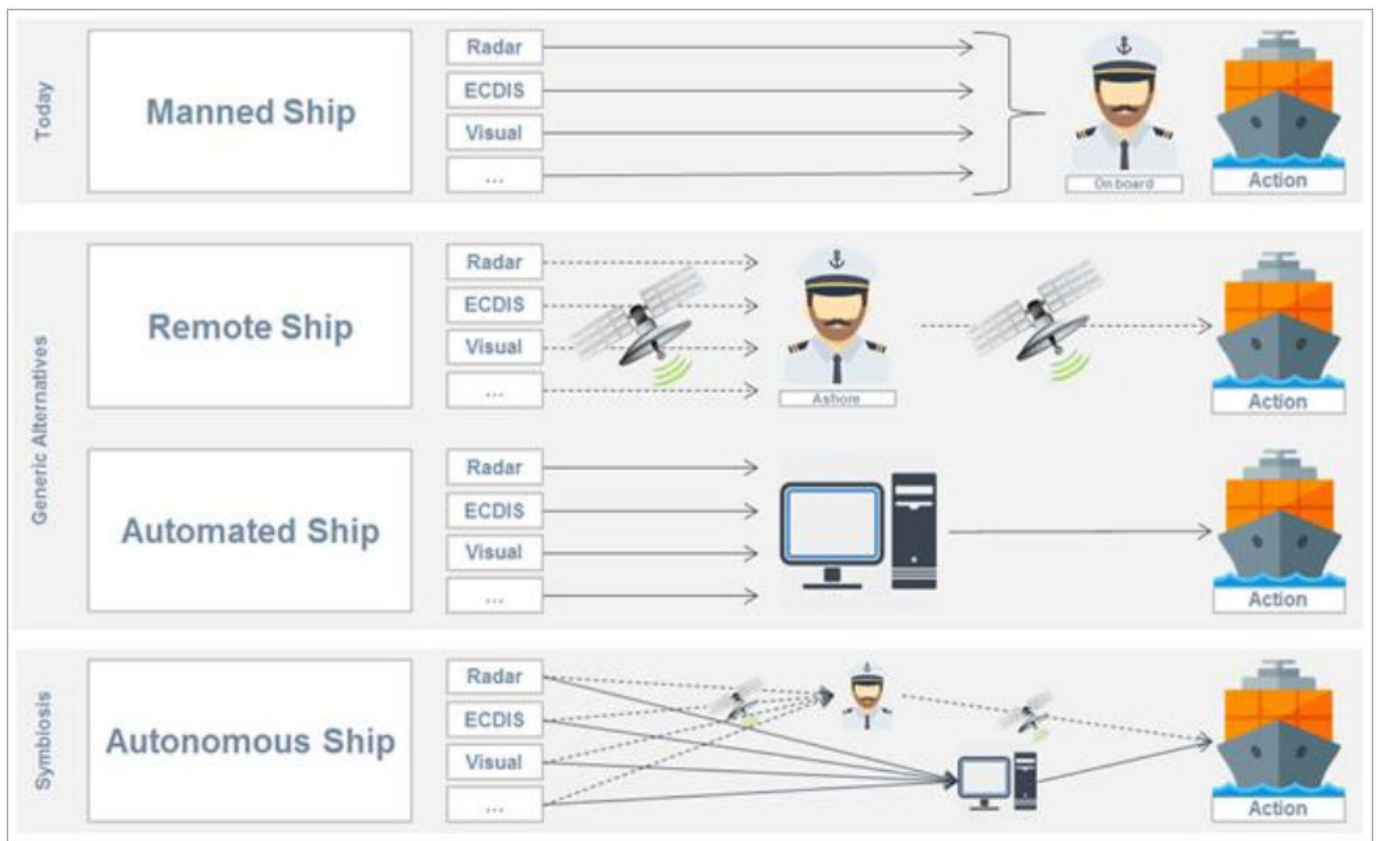 Today
Manned Ship
Radar
ECDIS
Visual
...
On board
Action
Generic Alternatives
Remote Ship
Radar
ECDIS
Visual
...
Ashore
Action
Automated Ship
Radar
ECDIS
Visual
...
Action
Symbiosis
Autonomous Ship
Radar
ECDIS
Visual
...
Action